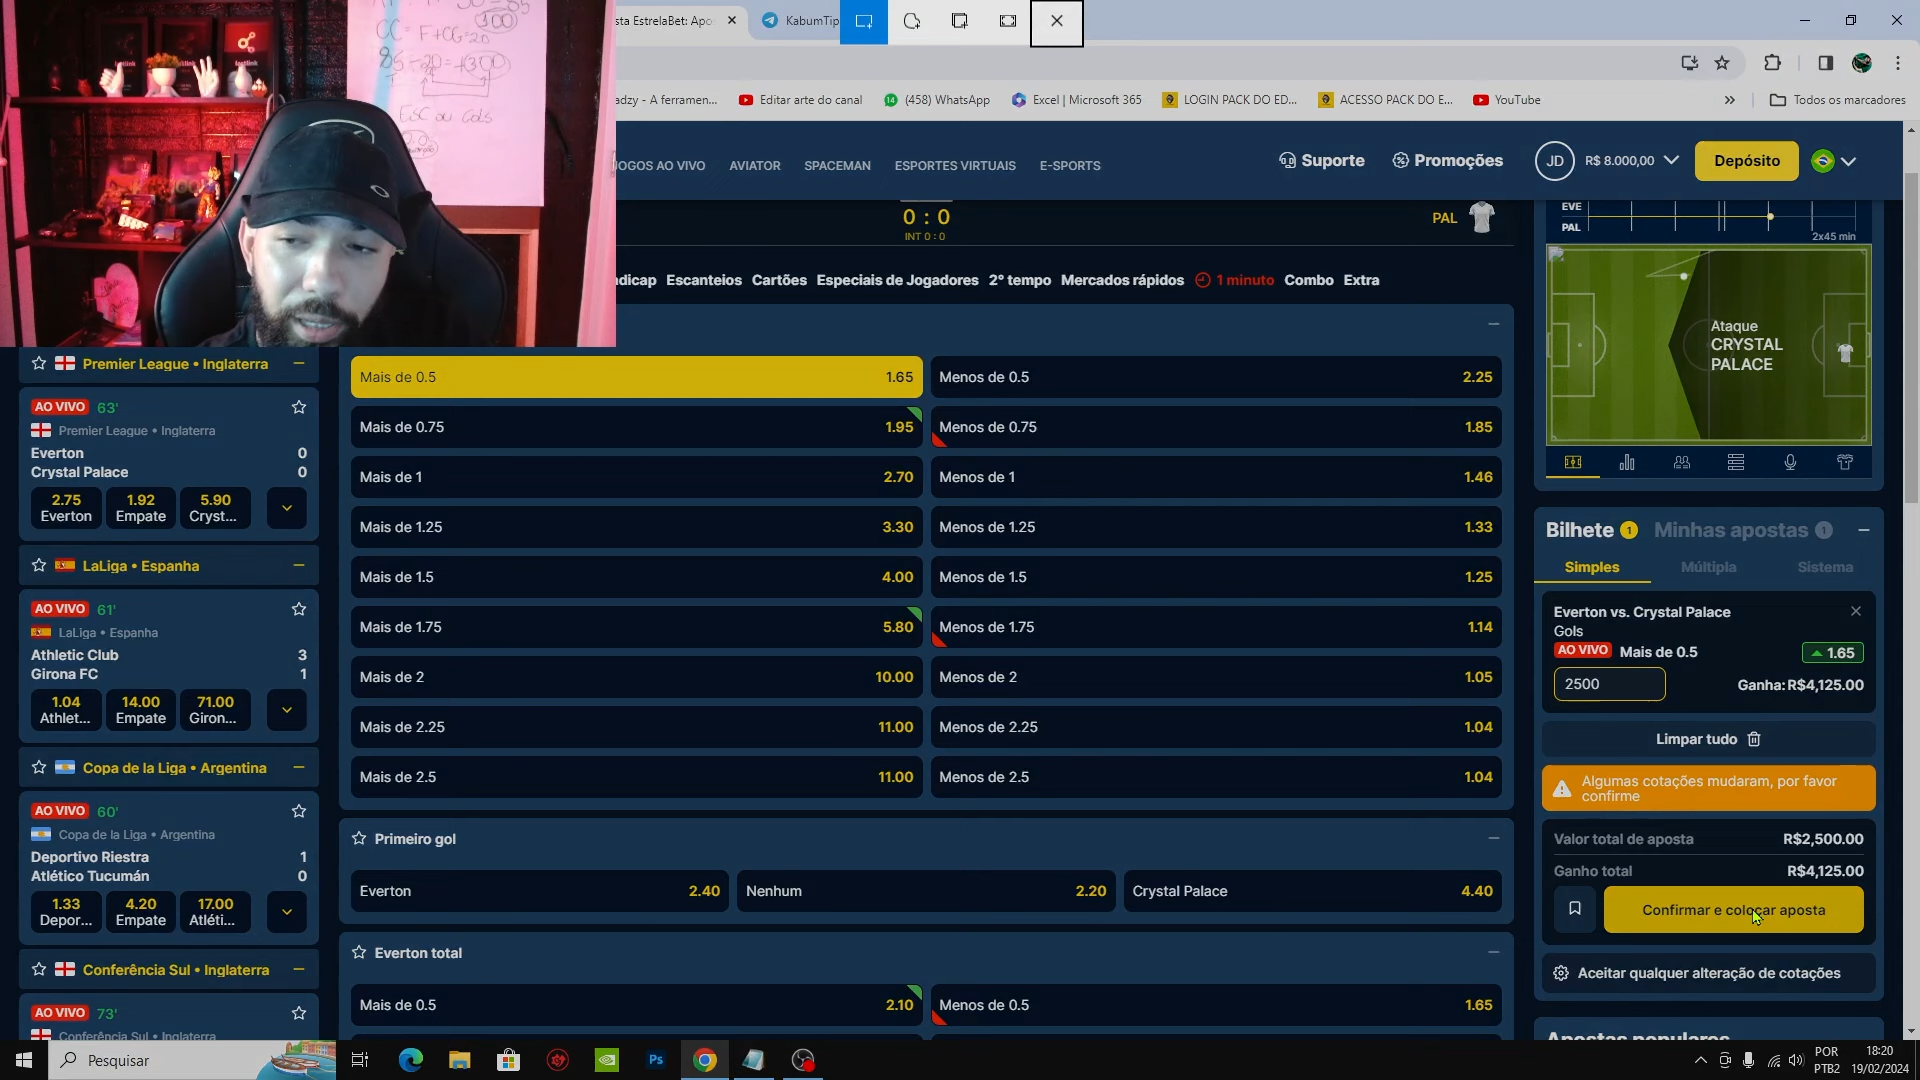 sta EstrelaBet: Apo
KabumTip
CC = F+CG=20
ESC OU Gols
adzy - A ferramen...
Editar arte do canal
(458) WhatsApp
Excel | Microsoft 365
LOGIN PACK DO ED...
ACESSO PACK DO E...
YouTube
Todos os marcadores
JOGOS AO VIVO
AVIATOR
SPACEMAN
ESPORTES VIRTUAIS
E-SPORTS
Suporte
Promoções
JD
R$ 8.000,00
Depósito
0 : 0
INT 0 : 0
PAL
EVE
PAL
2x45 min
dicap
Escanteios
Cartões
Especiais de Jogadores
2° tempo
Mercados rápidos
1 minuto
Combo
Extra
Ataque
CRYSTAL
PALACE
Premier League • Inglaterra
AO VIVO 63'
Premier League • Inglaterra
Everton 0
Crystal Palace 0
2.75 1.92 5.90
Everton Empate Cryst...
LaLiga • Espanha
AO VIVO 61'
LaLiga • Espanha
Athletic Club 3
Girona FC 1
1.04 14.00 71.00
Athlet... Empate Giron...
Copa de la Liga • Argentina
AO VIVO 60'
Copa de la Liga • Argentina
Deportivo Riestra 1
Atlético Tucumán 0
1.33 4.20 17.00
Depor... Empate Atléti...
Conferência Sul • Inglaterra
AO VIVO 73'
Conferência Sul • Inglaterra
Mais de 0.5 1.65 Menos de 0.5 2.25
Mais de 0.75 1.95 Menos de 0.75 1.85
Mais de 1 2.70 Menos de 1 1.46
Mais de 1.25 3.30 Menos de 1.25 1.33
Mais de 1.5 4.00 Menos de 1.5 1.25
Mais de 1.75 5.80 Menos de 1.75 1.14
Mais de 2 10.00 Menos de 2 1.05
Mais de 2.25 11.00 Menos de 2.25 1.04
Mais de 2.5 11.00 Menos de 2.5 1.04
Primeiro gol
Everton 2.40 Nenhum 2.20 Crystal Palace 4.40
Everton total
Mais de 0.5 2.10 Menos de 0.5 1.65
Bilhete 1 Minhas apostas 1
Simples Múltipla Sistema
Everton vs. Crystal Palace
Gols
AO VIVO Mais de 0.5 1.65
2500 Ganha: R$4,125.00
Limpar tudo
Algumas cotações mudaram, por favor
confirme
Valor total de aposta R$2,500.00
Ganho total R$4,125.00
Confirmar e colocar aposta
Aceitar qualquer alteração de cotações
Apostas populares
Pesquisar
Ps
POR
PTB2
18:20
19/02/2024